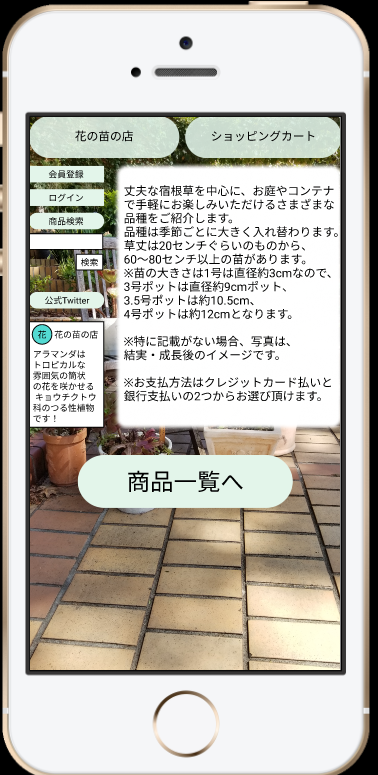 花の苗の店
ショッピングカート
会員登録
ログイン
商品検索
検索
公式Twitter
花 花の苗の店
アラマンダは
トロピカルな
雰囲気の筒状
の花を咲かせる
キョウチクトウ
科のつる性植物
です！
丈夫な宿根草を中心に、お庭やコンテナ
で手軽にお楽しみいただけるさまざまな
品種をご紹介します。
品種は季節ごとに大きく入れ替わります。
草丈は20センチぐらいのものから、
60〜80センチ以上の苗があります。
※苗の大きさは1号は直径約3cmなので、
3号ポットは直径約9cmポット、
3.5号ポットは約10.5cm、
4号ポットは約12cmとなります。
※特に記載がない場合、写真は、
結実・成長後のイメージです。
※お支払方法はクレジットカード払いと
銀行支払いの2つからお選び頂けます。
商品一覧へ